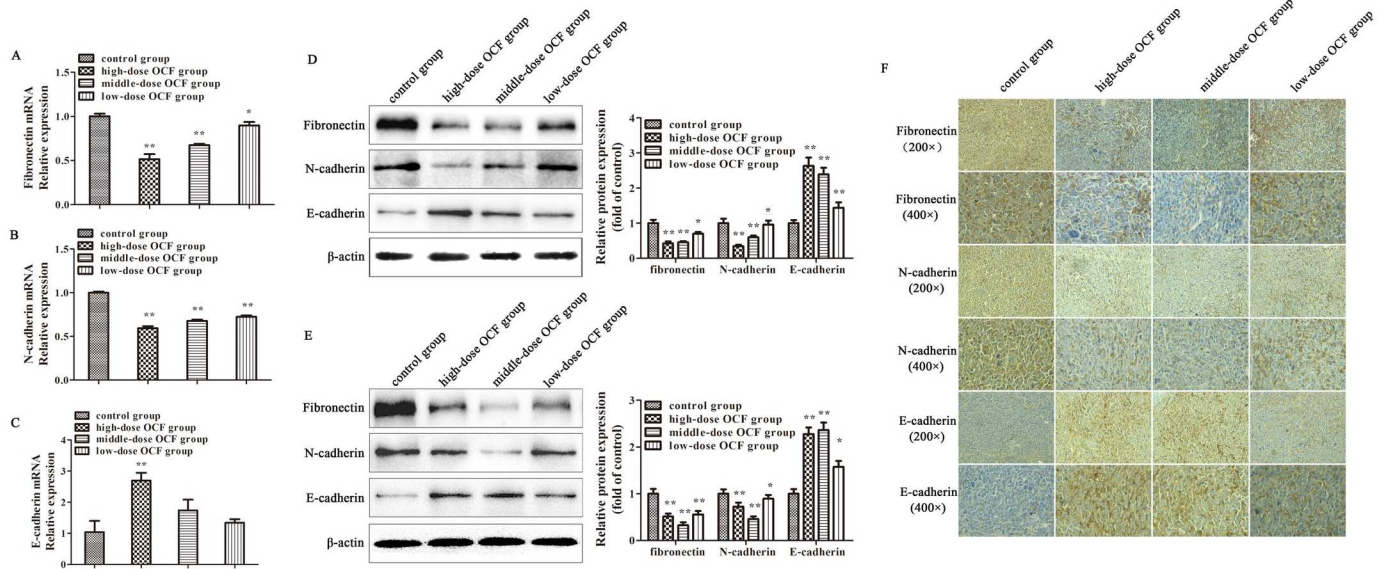 A
control group
high-dose OCF group
middle-dose OCF group
low-dose OCF group
Fibronectin mRNA
Relative expression
1.5
1.0
0.5
0.0
**
**
*
B
control group
high-dose OCF group
middle-dose OCF group
low-dose OCF group
N-cadherin mRNA
Relative expression
1.5
1.0
0.5
0.0
**
**
**
C
control group
high-dose OCF group
middle-dose OCF group
low-dose OCF group
E-cadherin mRNA
Relative expression
4
3
2
1
0
**
D
control group
high-dose OCF group
middle-dose OCF group
low-dose OCF group
Fibronectin
N-cadherin
E-cadherin
β-actin
Relative protein expression
(fold of control)
4
3
2
1
0
control group
high-dose OCF group
middle-dose OCF group
low-dose OCF group
** ** *
** ** *
** ** **
fibronectin N-cadherin E-cadherin
E
control group
high-dose OCF group
middle-dose OCF group
low-dose OCF group
Fibronectin
N-cadherin
E-cadherin
β-actin
Relative protein expression
(fold of control)
3
2
1
0
control group
high-dose OCF group
middle-dose OCF group
low-dose OCF group
** ** **
** ** *
** ** *
fibronectin N-cadherin E-cadherin
F
control group
high-dose OCF group
middle-dose OCF group
low-dose OCF group
Fibronectin
(200×)
Fibronectin
(400×)
N-cadherin
(200×)
N-cadherin
(400×)
E-cadherin
(200×)
E-cadherin
(400×)